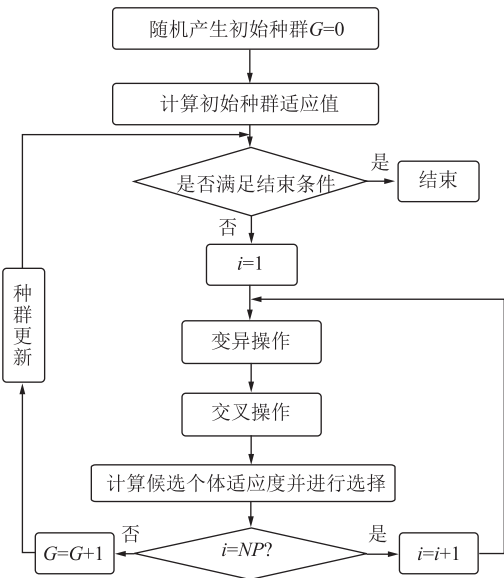 随机产生初始种群G=0
计算初始种群适应值
是否满足结束条件
是
结束
否
i=1
种群更新
变异操作
交叉操作
计算候选个体适应度并进行选择
i=NP?
否
G=G+1
是
i=i+1